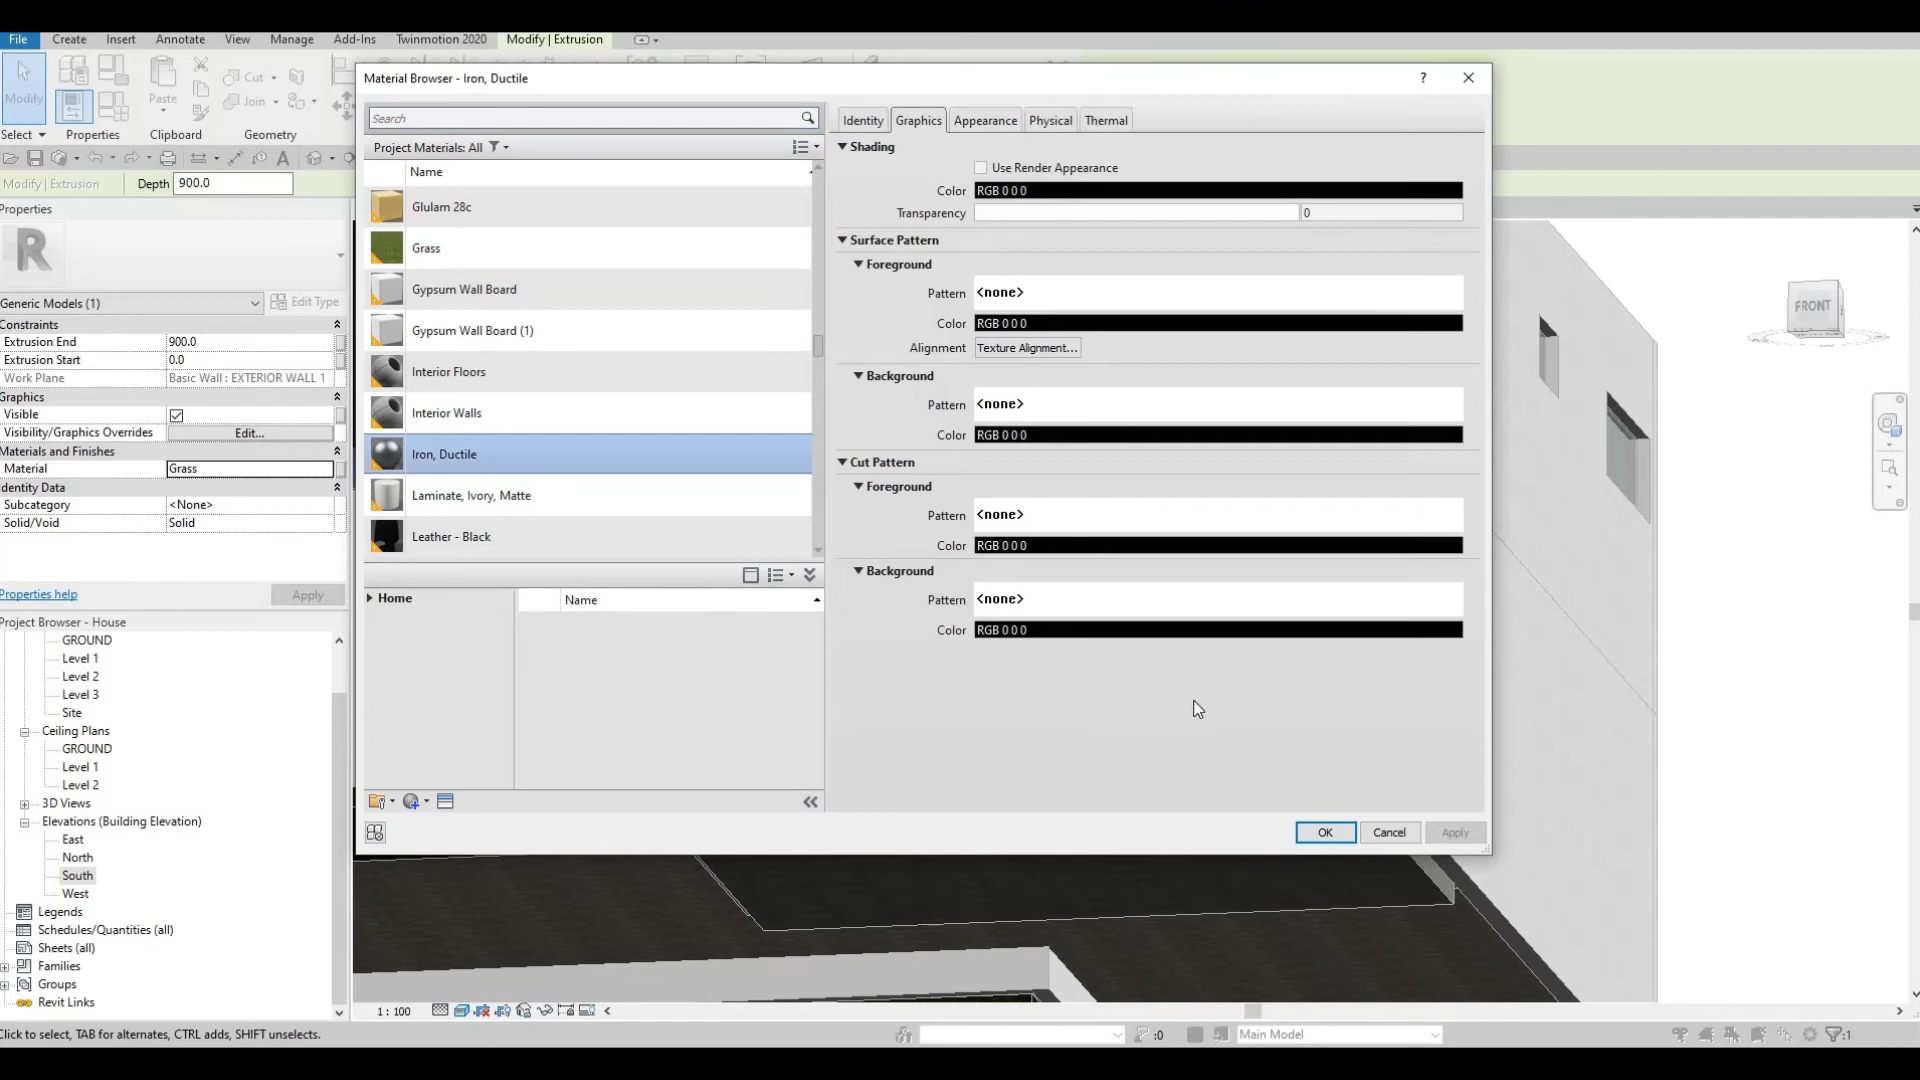 File Create Insert Annotate View Manage Add-Ins Twinmotion 2020 Modify | Extrusion
Modify
Paste
Cut
Join
Select Properties Clipboard Geometry
Modify | Extrusion Depth 900.0
Properties
R
Generic Models (1) Edit Type
Constraints
Extrusion End 900.0
Extrusion Start 0.0
Work Plane Basic Wall : EXTERIOR WALL 1
Graphics
Visible
Visibility/Graphics Overrides Edit...
Materials and Finishes
Material Grass
Identity Data
Subcategory <None>
Solid/Void Solid
Properties help Apply
Project Browser - House
GROUND
Level 1
Level 2
Level 3
Site
Ceiling Plans
GROUND
Level 1
Level 2
3D Views
Elevations (Building Elevation)
East
North
South
West
Legends
Schedules/Quantities (all)
Sheets (all)
Families
Groups
Revit Links
Material Browser - Iron, Ductile ?
Search
Project Materials: All
Name
Glulam 28c
Grass
Gypsum Wall Board
Gypsum Wall Board (1)
Interior Floors
Interior Walls
Iron, Ductile
Laminate, Ivory, Matte
Leather - Black
Home Name
Identity Graphics Appearance Physical Thermal
Shading
Use Render Appearance
Color RGB 0 0 0
Transparency 0
Surface Pattern
Foreground
Pattern <none>
Color RGB 0 0 0
Alignment Texture Alignment...
Background
Pattern <none>
Color RGB 0 0 0
Cut Pattern
Foreground
Pattern <none>
Color RGB 0 0 0
Background
Pattern <none>
Color RGB 0 0 0
OK Cancel Apply
FRONT
1 : 100
Click to select, TAB for alternates, CTRL adds, SHIFT unselects. :0 Main Model :1